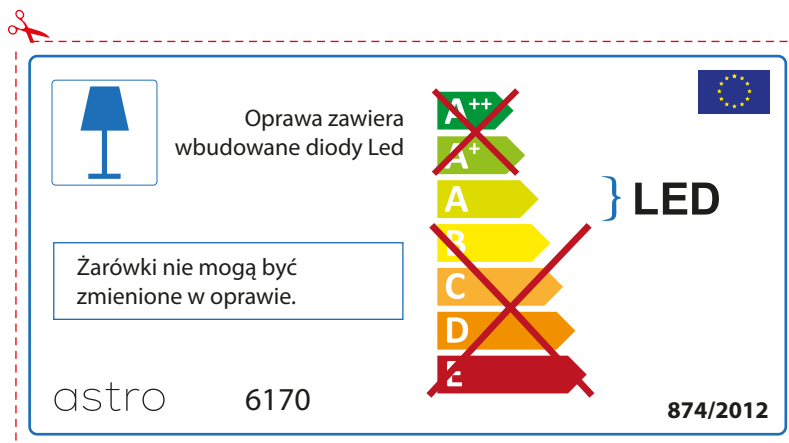 Oprawa zawiera
wbudowane diody Led
A++
A+
A
B
C
D
E
LED
Żarówki nie mogą być
zmienione w oprawie.
astro 6170
874/2012